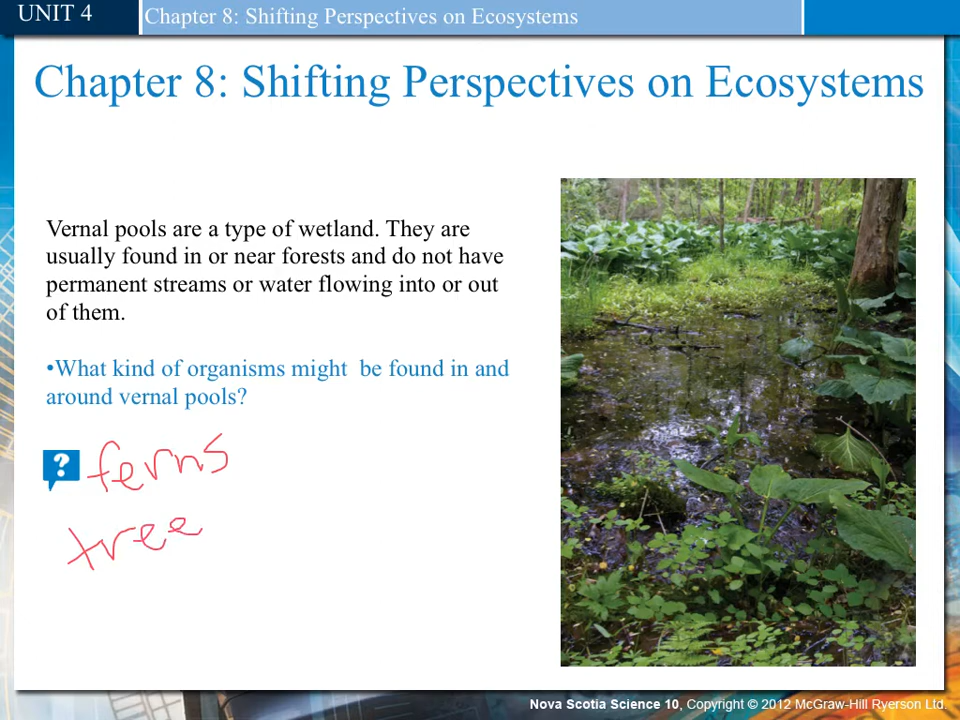 UNIT 4
Chapter 8: Shifting Perspectives on Ecosystems
Chapter 8: Shifting Perspectives on Ecosystems
Vernal pools are a type of wetland. They are
usually found in or near forests and do not have
permanent streams or water flowing into or out
of them.
•What kind of organisms might be found in and
around vernal pools?
?
ferns
tree
Nova Scotia Science 10, Copyright © 2012 McGraw-Hill Ryerson Ltd.